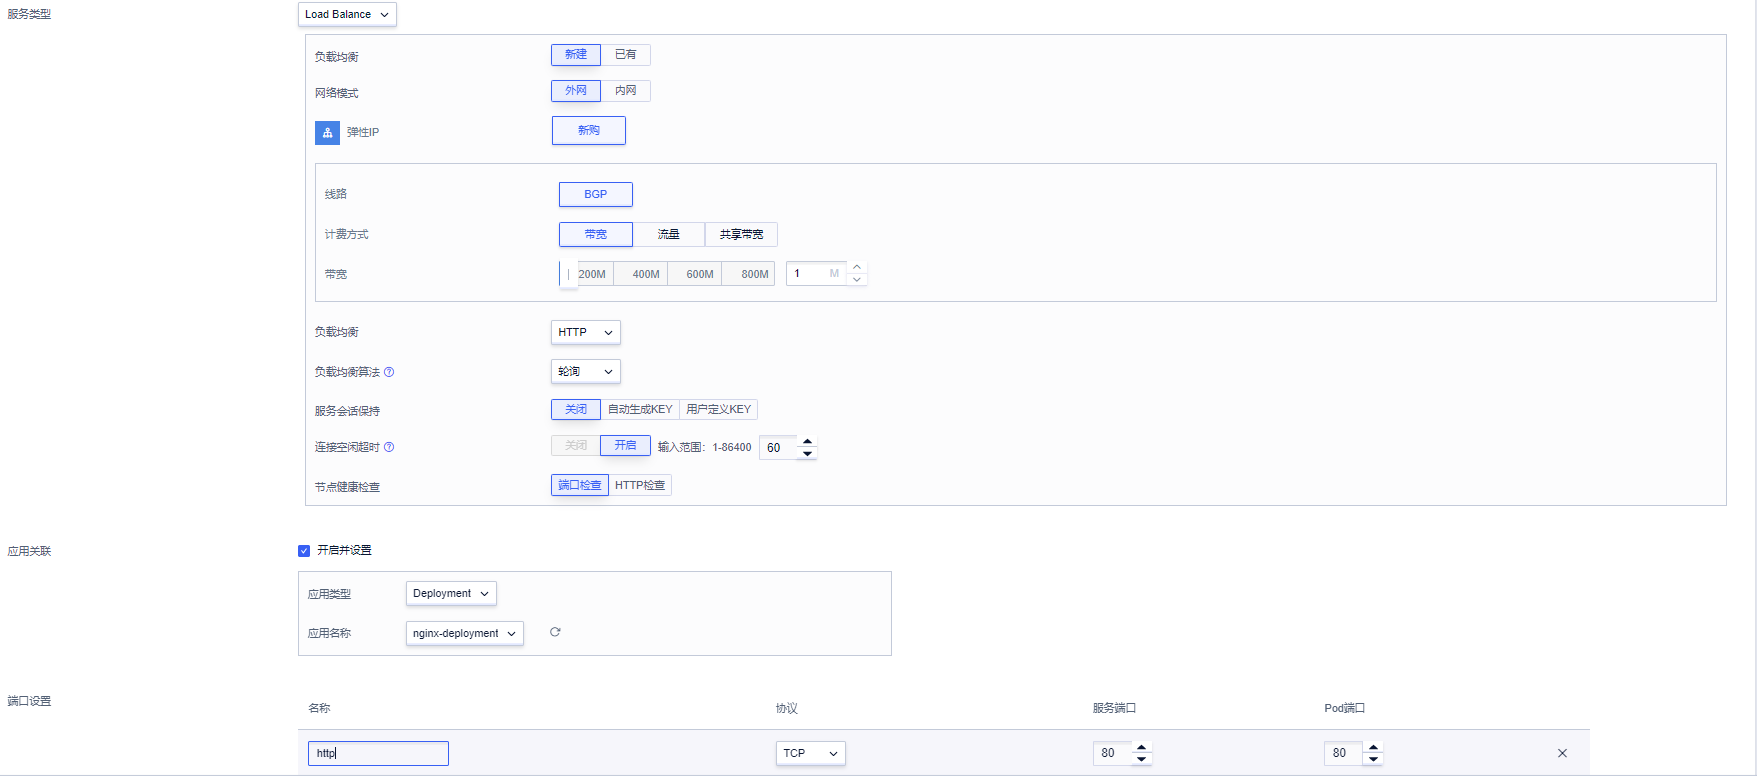 服务类型 Load Balance
负载均衡 新建 已有
网络模式 外网 内网
弹性IP 新购
线路 BGP
计费方式 带宽 流量 共享带宽
带宽 200M 400M 600M 800M 1 M
负载均衡 HTTP
负载均衡算法 轮询
服务会话保持 关闭 自动生成KEY 用户定义KEY
连接空闲超时 关闭 开启 输入范围：1-86400 60
节点健康检查 端口检查 HTTP检查
应用关联 开启并设置
应用类型 Deployment
应用名称 nginx-deployment
端口设置
名称 协议 服务端口 Pod端口
http TCP 80 80